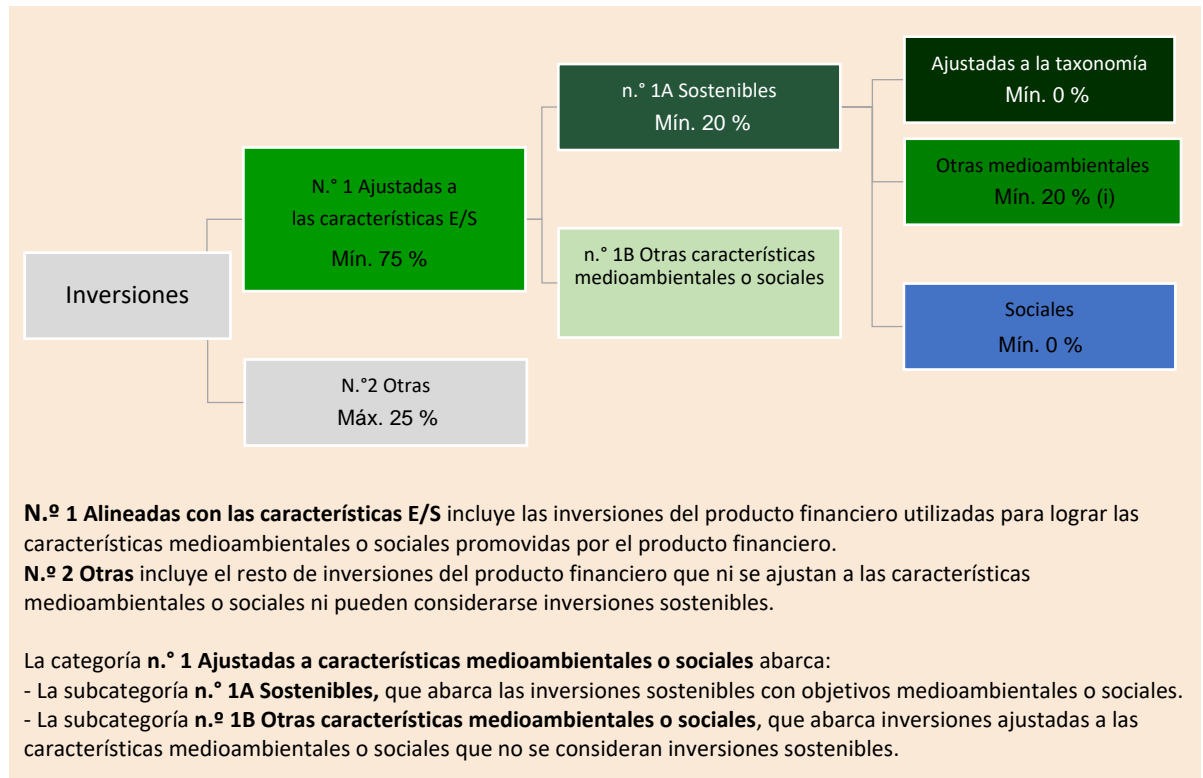 Inversiones
N.° 1 Ajustadas a
las características E/S
Mín. 75 %
N.°2 Otras
Máx. 25 %
n.° 1A Sostenibles
Mín. 20 %
n.° 1B Otras características
medioambientales o sociales
Ajustadas a la taxonomía
Mín. 0 %
Otras medioambientales
Mín. 20 % (i)
Sociales
Mín. 0 %
N.º 1 Alineadas con las características E/S incluye las inversiones del producto financiero utilizadas para lograr las
características medioambientales o sociales promovidas por el producto financiero.
N.º 2 Otras incluye el resto de inversiones del producto financiero que ni se ajustan a las características
medioambientales o sociales ni pueden considerarse inversiones sostenibles.
La categoría n.° 1 Ajustadas a características medioambientales o sociales abarca:
- La subcategoría n.° 1A Sostenibles, que abarca las inversiones sostenibles con objetivos medioambientales o sociales.
- La subcategoría n.º 1B Otras características medioambientales o sociales, que abarca inversiones ajustadas a las
características medioambientales o sociales que no se consideran inversiones sostenibles.